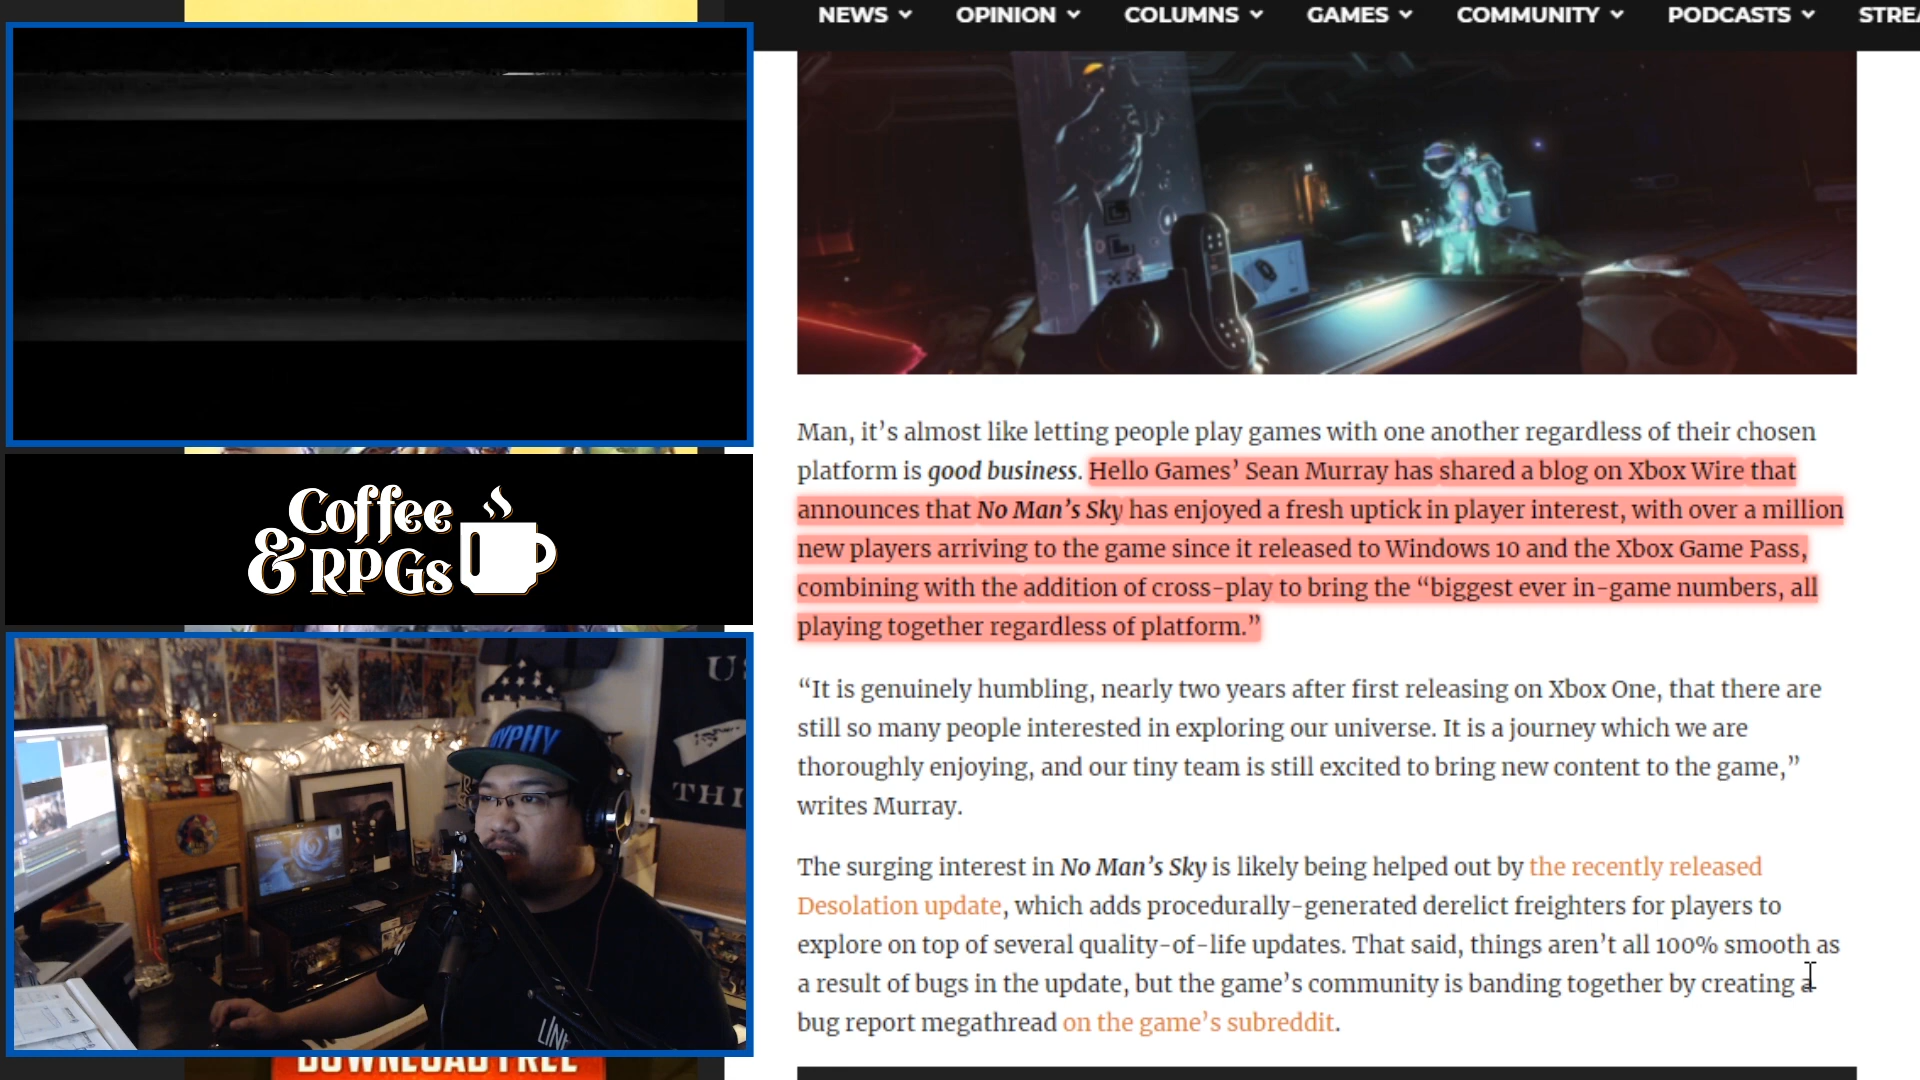 NEWS OPINION COLUMNS GAMES COMMUNITY PODCASTS
Man, it’s almost like letting people play games with one another regardless of their chosen
platform is good business. Hello Games’ Sean Murray has shared a blog on Xbox Wire that
announces that No Man’s Sky has enjoyed a fresh uptick in player interest, with over a million
new players arriving to the game since it released to Windows 10 and the Xbox Game Pass,
combining with the addition of cross-play to bring the “biggest ever in-game numbers, all
playing together regardless of platform.”
“It is genuinely humbling, nearly two years after first releasing on Xbox One, that there are
still so many people interested in exploring our universe. It is a journey which we are
thoroughly enjoying, and our tiny team is still excited to bring new content to the game,”
writes Murray.
The surging interest in No Man’s Sky is likely being helped out by the recently released
Desolation update, which adds procedurally-generated derelict freighters for players to
explore on top of several quality-of-life updates. That said, things aren’t all 100% smooth as
a result of bugs in the update, but the game’s community is banding together by creating a
bug report megathread on the game’s subreddit.
Coffee
& RPGs
HYPHY
DOWNLOAD FREE